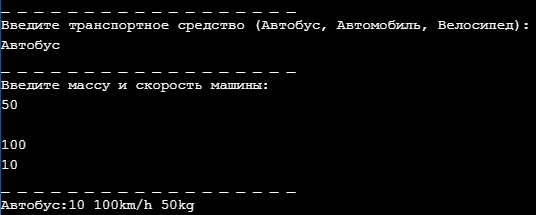 _ _ _ _ _ _ _ _ _ _ _ _ _ _ _ _ _ _
Введите транспортное средство (Автобус, Автомобиль, Велосипед):
Автобус
_ _ _ _ _ _ _ _ _ _ _ _ _ _ _ _ _ _
Введите массу и скорость машины:
50
100
10
_ _ _ _ _ _ _ _ _ _ _ _ _ _ _ _ _ _
Автобус:10 100km/h 50kg